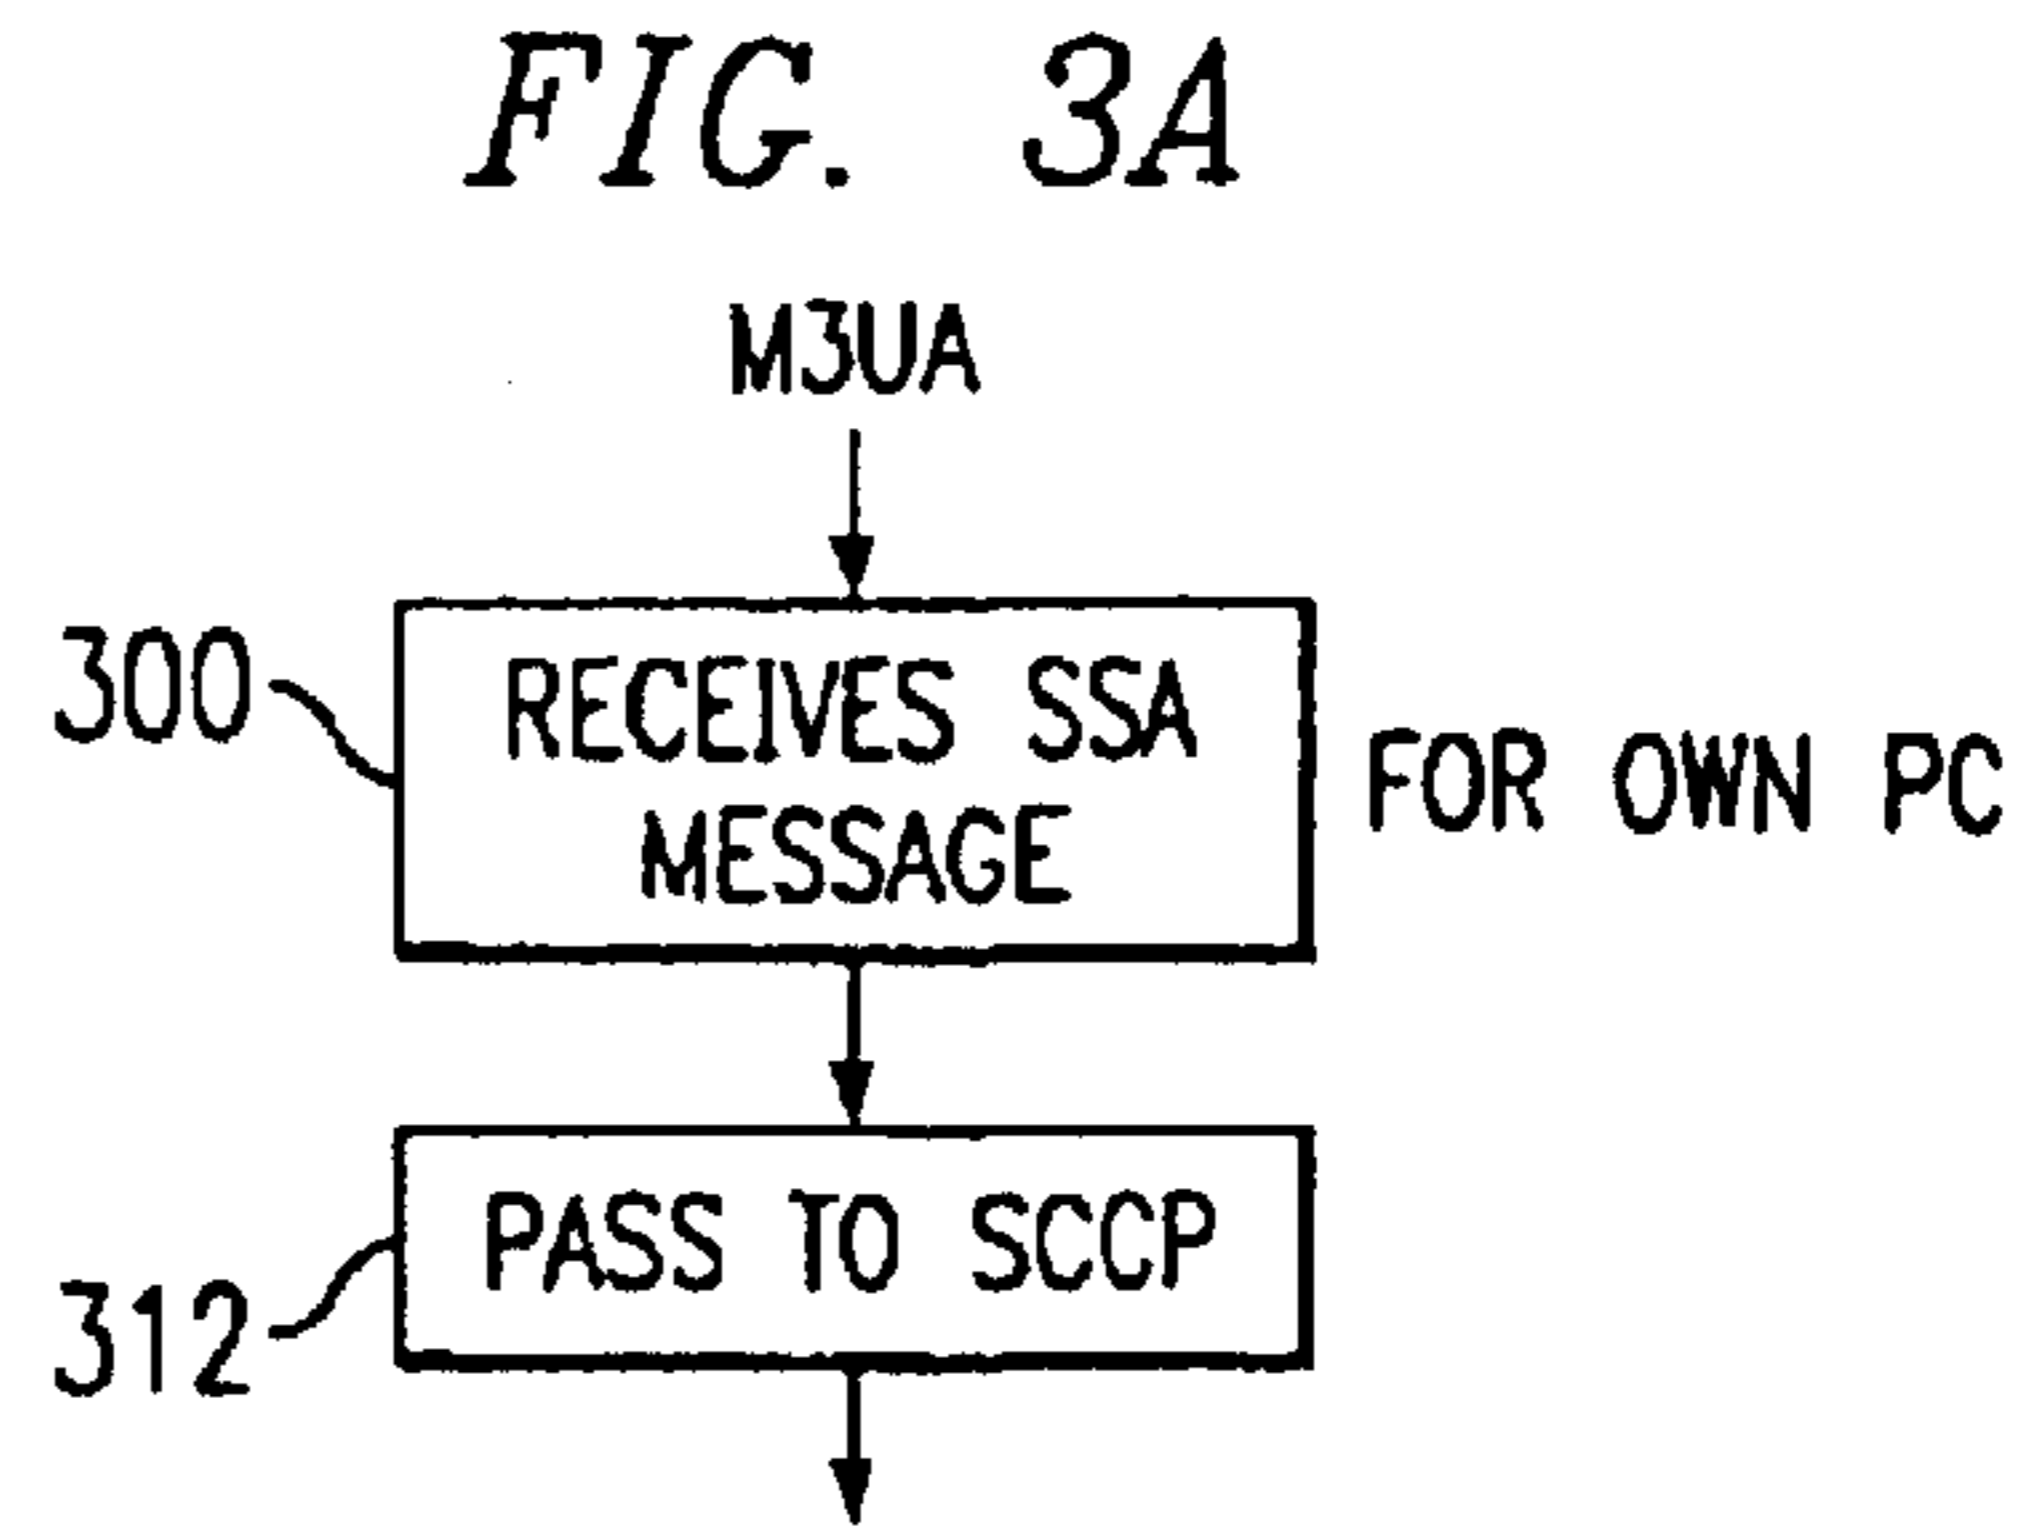 FIG. 3A
M3UA
300
RECEIVES SSA
MESSAGE
FOR OWN PC
312
PASS TO SCCP